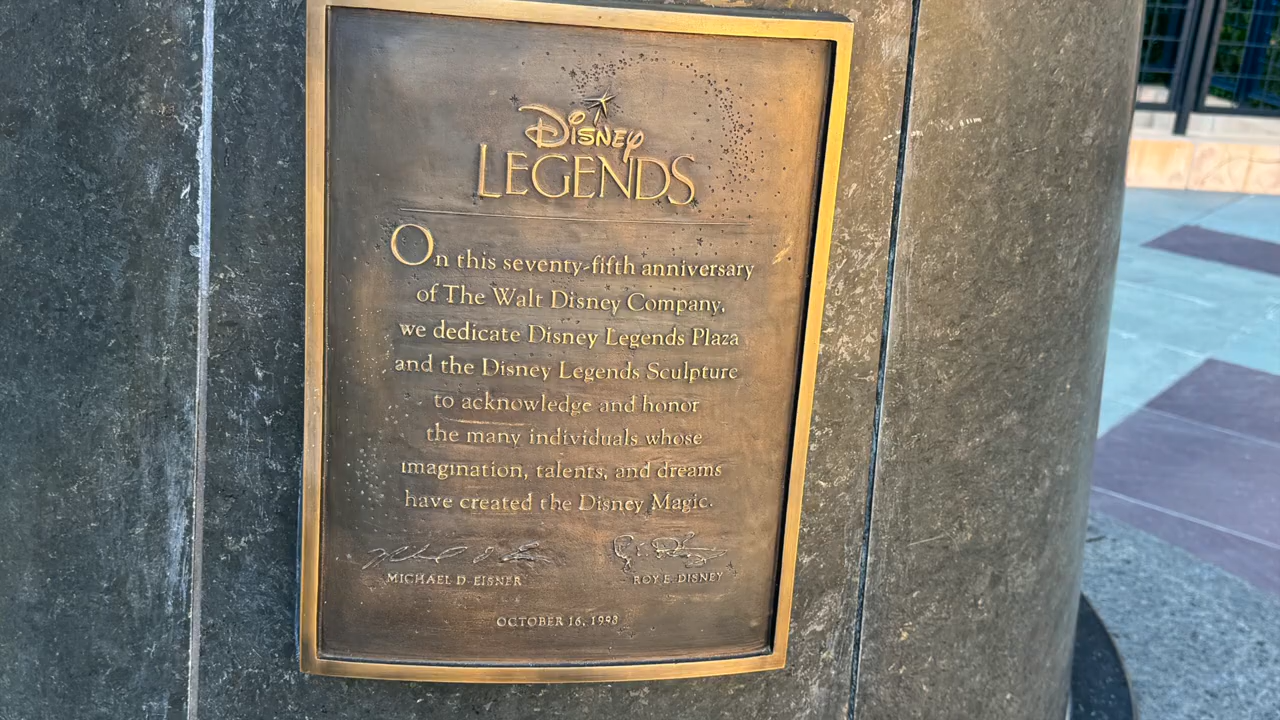 Disney
LEGENDS
On this seventy-fifth anniversary
of The Walt Disney Company,
we dedicate Disney Legends Plaza
and the Disney Legends Sculpture
to acknowledge and honor
the many individuals whose
imagination, talents, and dreams
have created the Disney Magic.
MICHAEL D. EISNER ROY E. DISNEY
OCTOBER 16, 1998